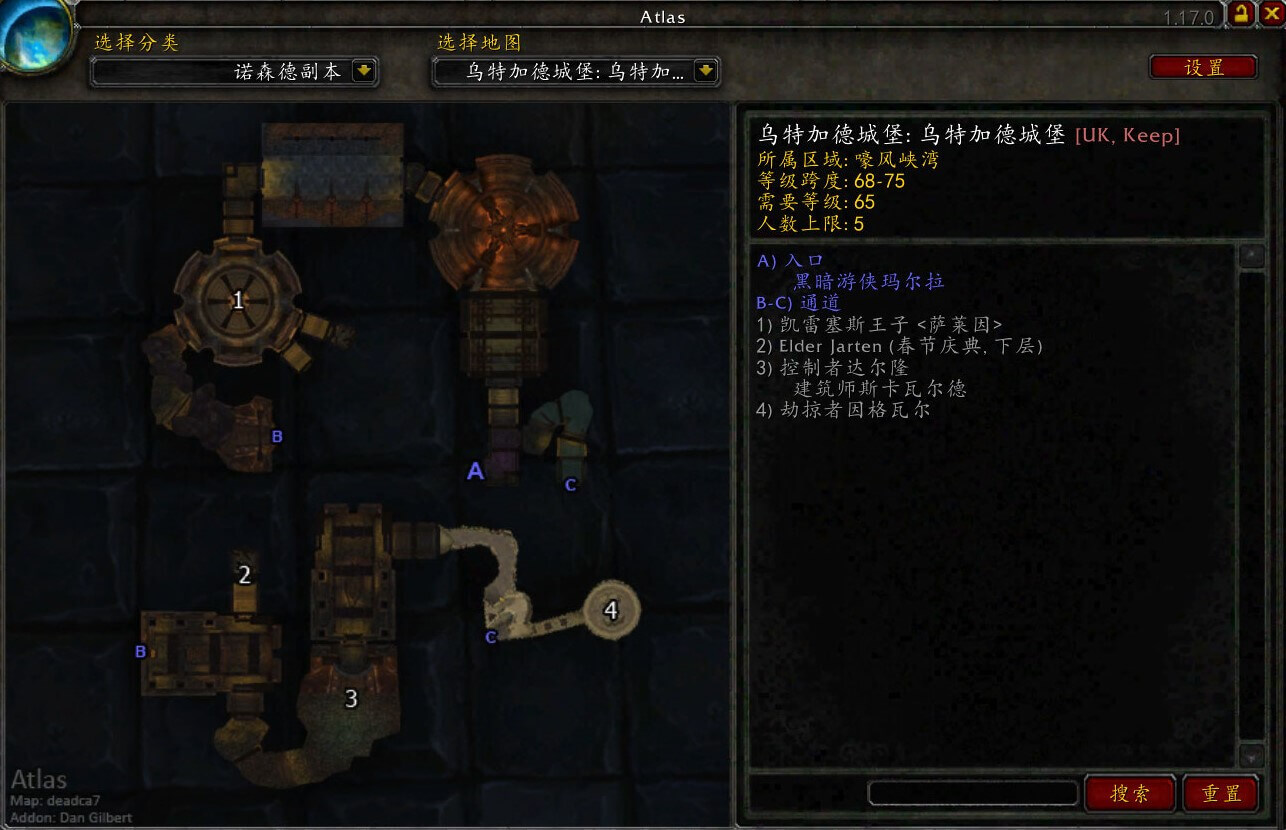 Atlas
1.17.0
选择分类
选择地图
诺森德副本
乌特加德城堡: 乌特加...
设置
乌特加德城堡: 乌特加德城堡 [UK, Keep]
所属区域: 嚎风峡湾
等级跨度: 68-75
需要等级: 65
人数上限: 5
A) 入口
黑暗游侠玛尔拉
B-C) 通道
1) 凯雷塞斯王子 <萨莱因>
2) Elder Jarten (春节庆典, 下层)
3) 控制者达尔隆
建筑师斯卡瓦尔德
4) 劫掠者因格瓦尔
1
B
A
C
2
B
3
C
4
Atlas
Map: deadca7
Addon: Dan Gilbert
搜索
重置